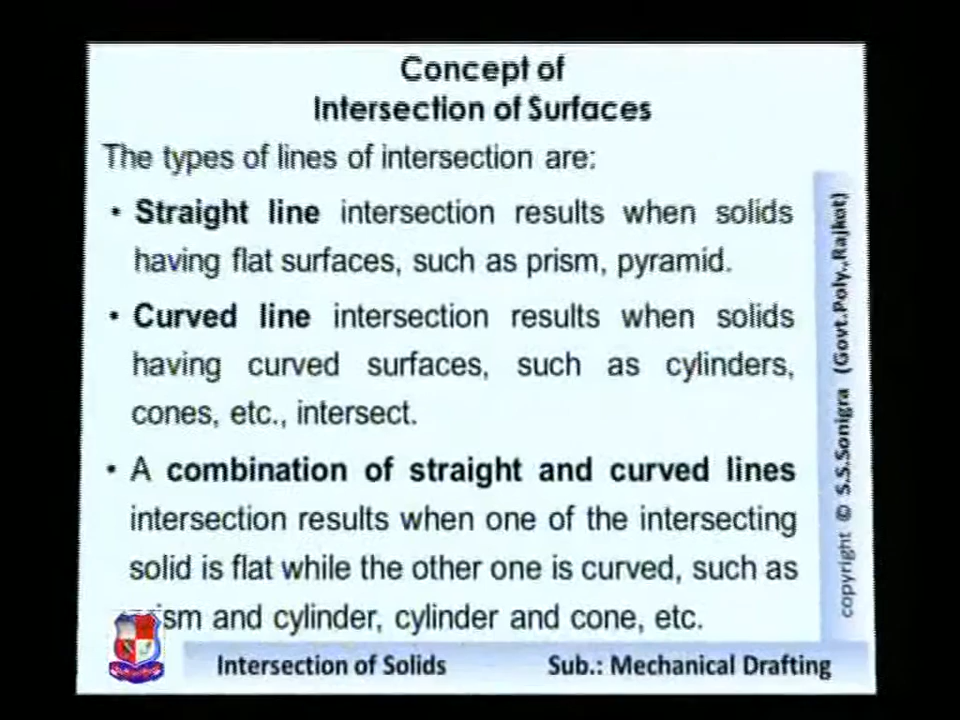 Concept of
Intersection of Surfaces
The types of lines of intersection are:
• Straight line intersection results when solids
having flat surfaces, such as prism, pyramid.
• Curved line intersection results when solids
having curved surfaces, such as cylinders,
cones, etc., intersect.
• A combination of straight and curved lines
intersection results when one of the intersecting
solid is flat while the other one is curved, such as
ism and cylinder, cylinder and cone, etc.
Intersection of Solids Sub.: Mechanical Drafting
copyright © S.S.Sonigra (Govt.Poly.,Rajkot)